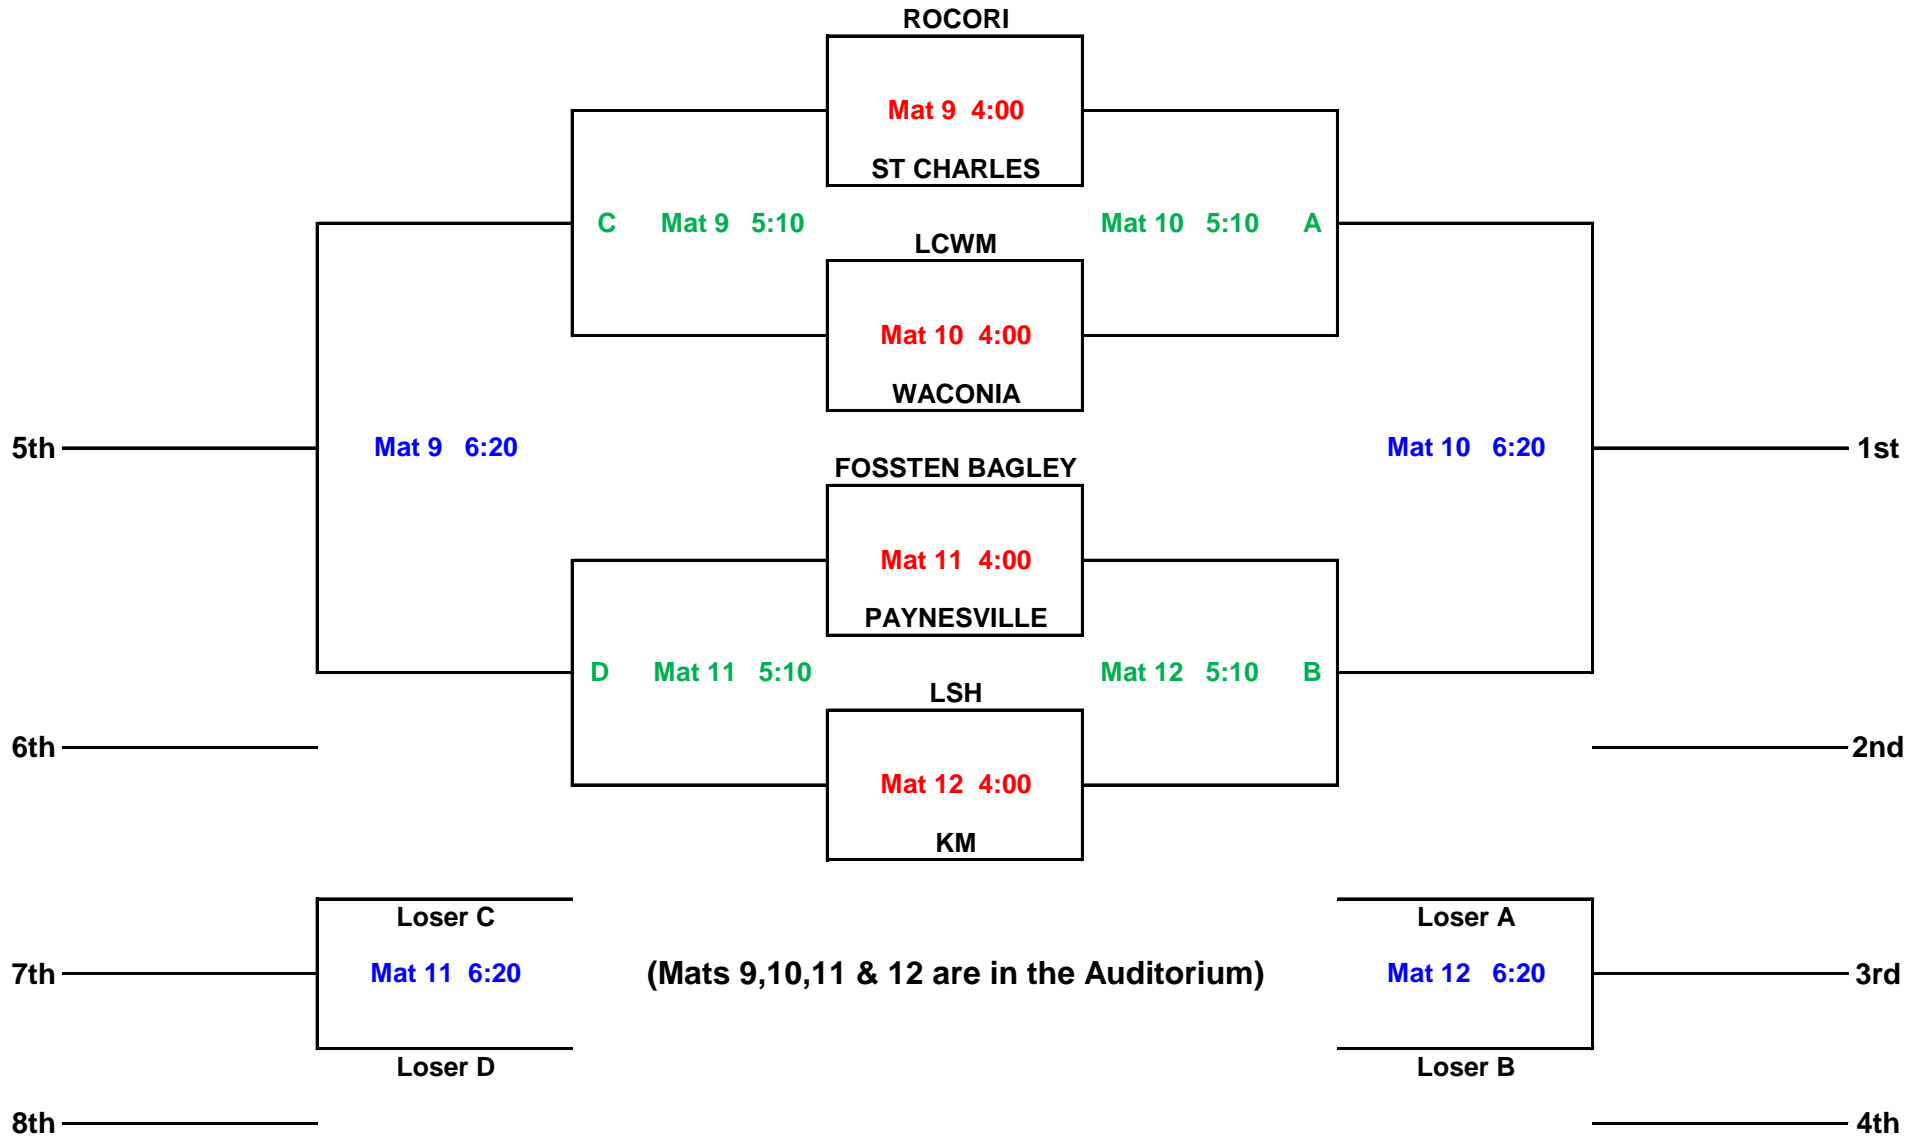 ROCORI
Mat 9  4:00
ST CHARLES
C  Mat 9  5:10  Mat 10  5:10  A
LCWM
Mat 10  4:00
WACONIA
5th  Mat 9  6:20  Mat 10  6:20  1st
FOSSTEN BAGLEY
Mat 11  4:00
PAYNESVILLE
D  Mat 11  5:10  Mat 12  5:10  B
LSH
6th  2nd
Mat 12  4:00
KM
Loser C  Loser A
7th  Mat 11  6:20  (Mats 9,10,11 & 12 are in the Auditorium)  Mat 12  6:20  3rd
Loser D  Loser B
8th  4th